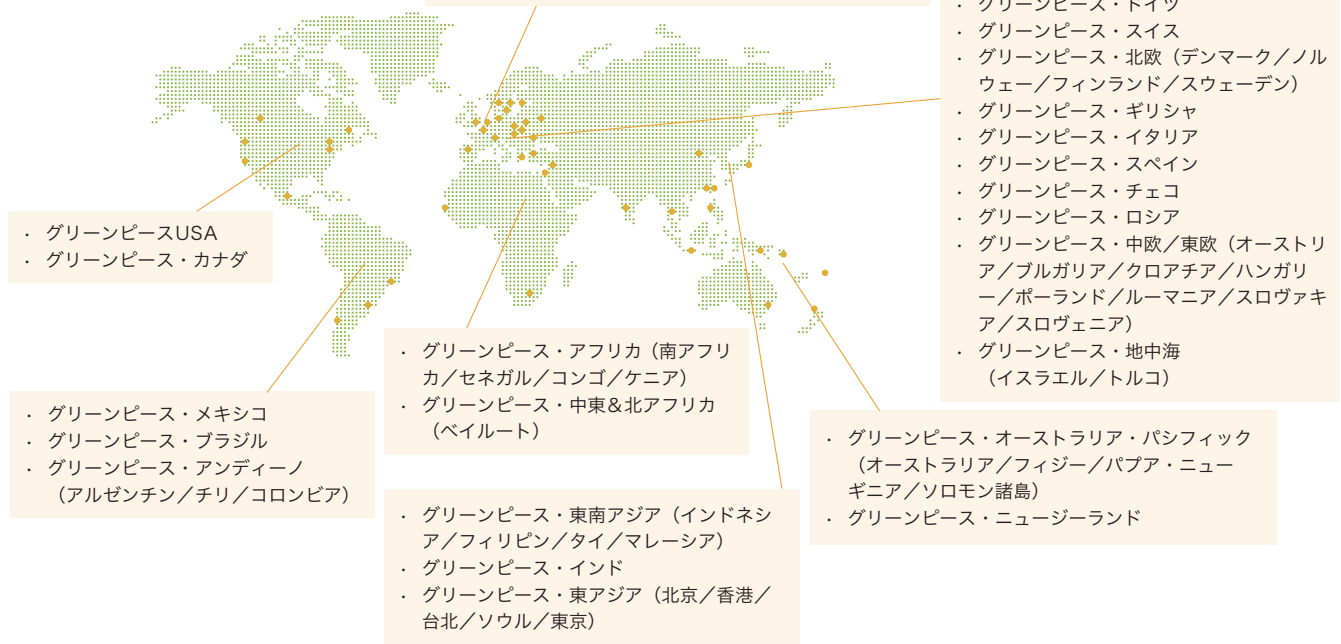 ・ グリーンピース・ドイツ
・ グリーンピース・スイス
・ グリーンピース・北欧（デンマーク／ノル
ウェー／フィンランド／スウェーデン）
・ グリーンピース・ギリシャ
・ グリーンピース・イタリア
・ グリーンピース・スペイン
・ グリーンピース・チェコ
・ グリーンピース・ロシア
・ グリーンピース・中欧／東欧（オーストリ
ア／ブルガリア／クロアチア／ハンガリ
ー／ポーランド／ルーマニア／スロヴァキ
ア／スロヴェニア）
・ グリーンピース・地中海
（イスラエル／トルコ）
・ グリーンピースUSA
・ グリーンピース・カナダ
・ グリーンピース・アフリカ（南アフリ
カ／セネガル／コンゴ／ケニア）
・ グリーンピース・中東＆北アフリカ
（ベイルート）
・ グリーンピース・メキシコ
・ グリーンピース・ブラジル
・ グリーンピース・アンディーノ
（アルゼンチン／チリ／コロンビア）
・ グリーンピース・オーストラリア・パシフィック
（オーストラリア／フィジー／パプア・ニュー
ギニア／ソロモン諸島）
・ グリーンピース・ニュージーランド
・ グリーンピース・東南アジア（インドネシ
ア／フィリピン／タイ／マレーシア）
・ グリーンピース・インド
・ グリーンピース・東アジア（北京／香港／
台北／ソウル／東京）